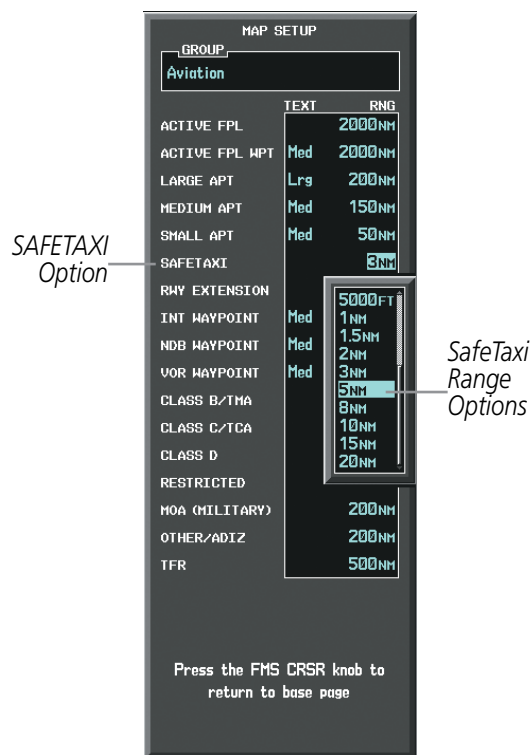 MAP SETUP
GROUP
Aviation
TEXT RNG
ACTIVE FPL 2000NM
ACTIVE FPL WPT Med 2000NM
LARGE APT Lrg 200NM
MEDIUM APT Med 150NM
SMALL APT Med 50NM
SAFETAXI 3NM
RWY EXTENSION
INT WAYPOINT Med
NDB WAYPOINT Med
VOR WAYPOINT Med
CLASS B/TMA
CLASS C/TCA
CLASS D
RESTRICTED
MOA (MILITARY) 200NM
OTHER/ADIZ 200NM
TFR 500NM
5000FT
1NM
1.5NM
2NM
3NM
5NM
8NM
10NM
15NM
20NM
SAFETAXI
Option
SafeTaxi
Range
Options
Press the FMS CRSR knob to
return to base page